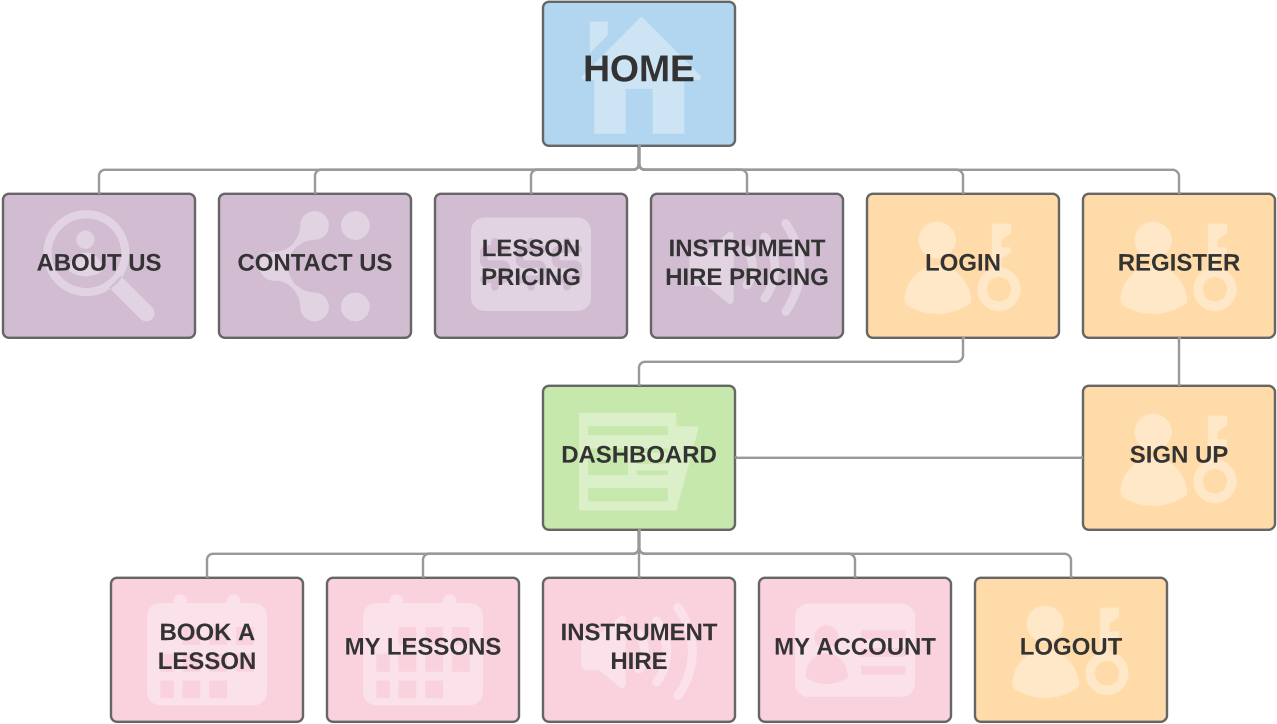 HOME
ABOUT US
CONTACT US
LESSON
PRICING
INSTRUMENT
HIRE PRICING
LOGIN
REGISTER
DASHBOARD
SIGN UP
BOOK A
LESSON
MY LESSONS
INSTRUMENT
HIRE
MY ACCOUNT
LOGOUT